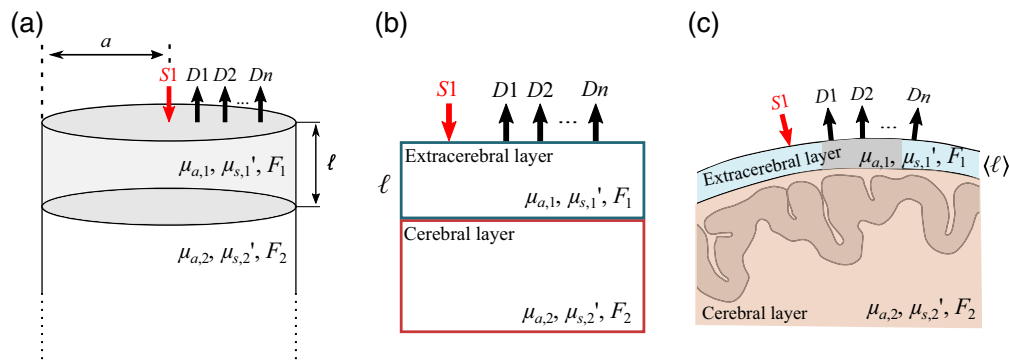 (a)
a
S1
D1 D2 ... Dn
μa,1, μs,1', F1
ℓ
μa,2, μs,2', F2
(b)
S1
D1 D2 ... Dn
Extracerebral layer
ℓ
μa,1, μs,1', F1
Cerebral layer
μa,2, μs,2', F2
(c)
S1
D1 D2 ... Dn
Extracerebral layer
μa,1, μs,1', F1
⟨ℓ⟩
Cerebral layer
μa,2, μs,2', F2